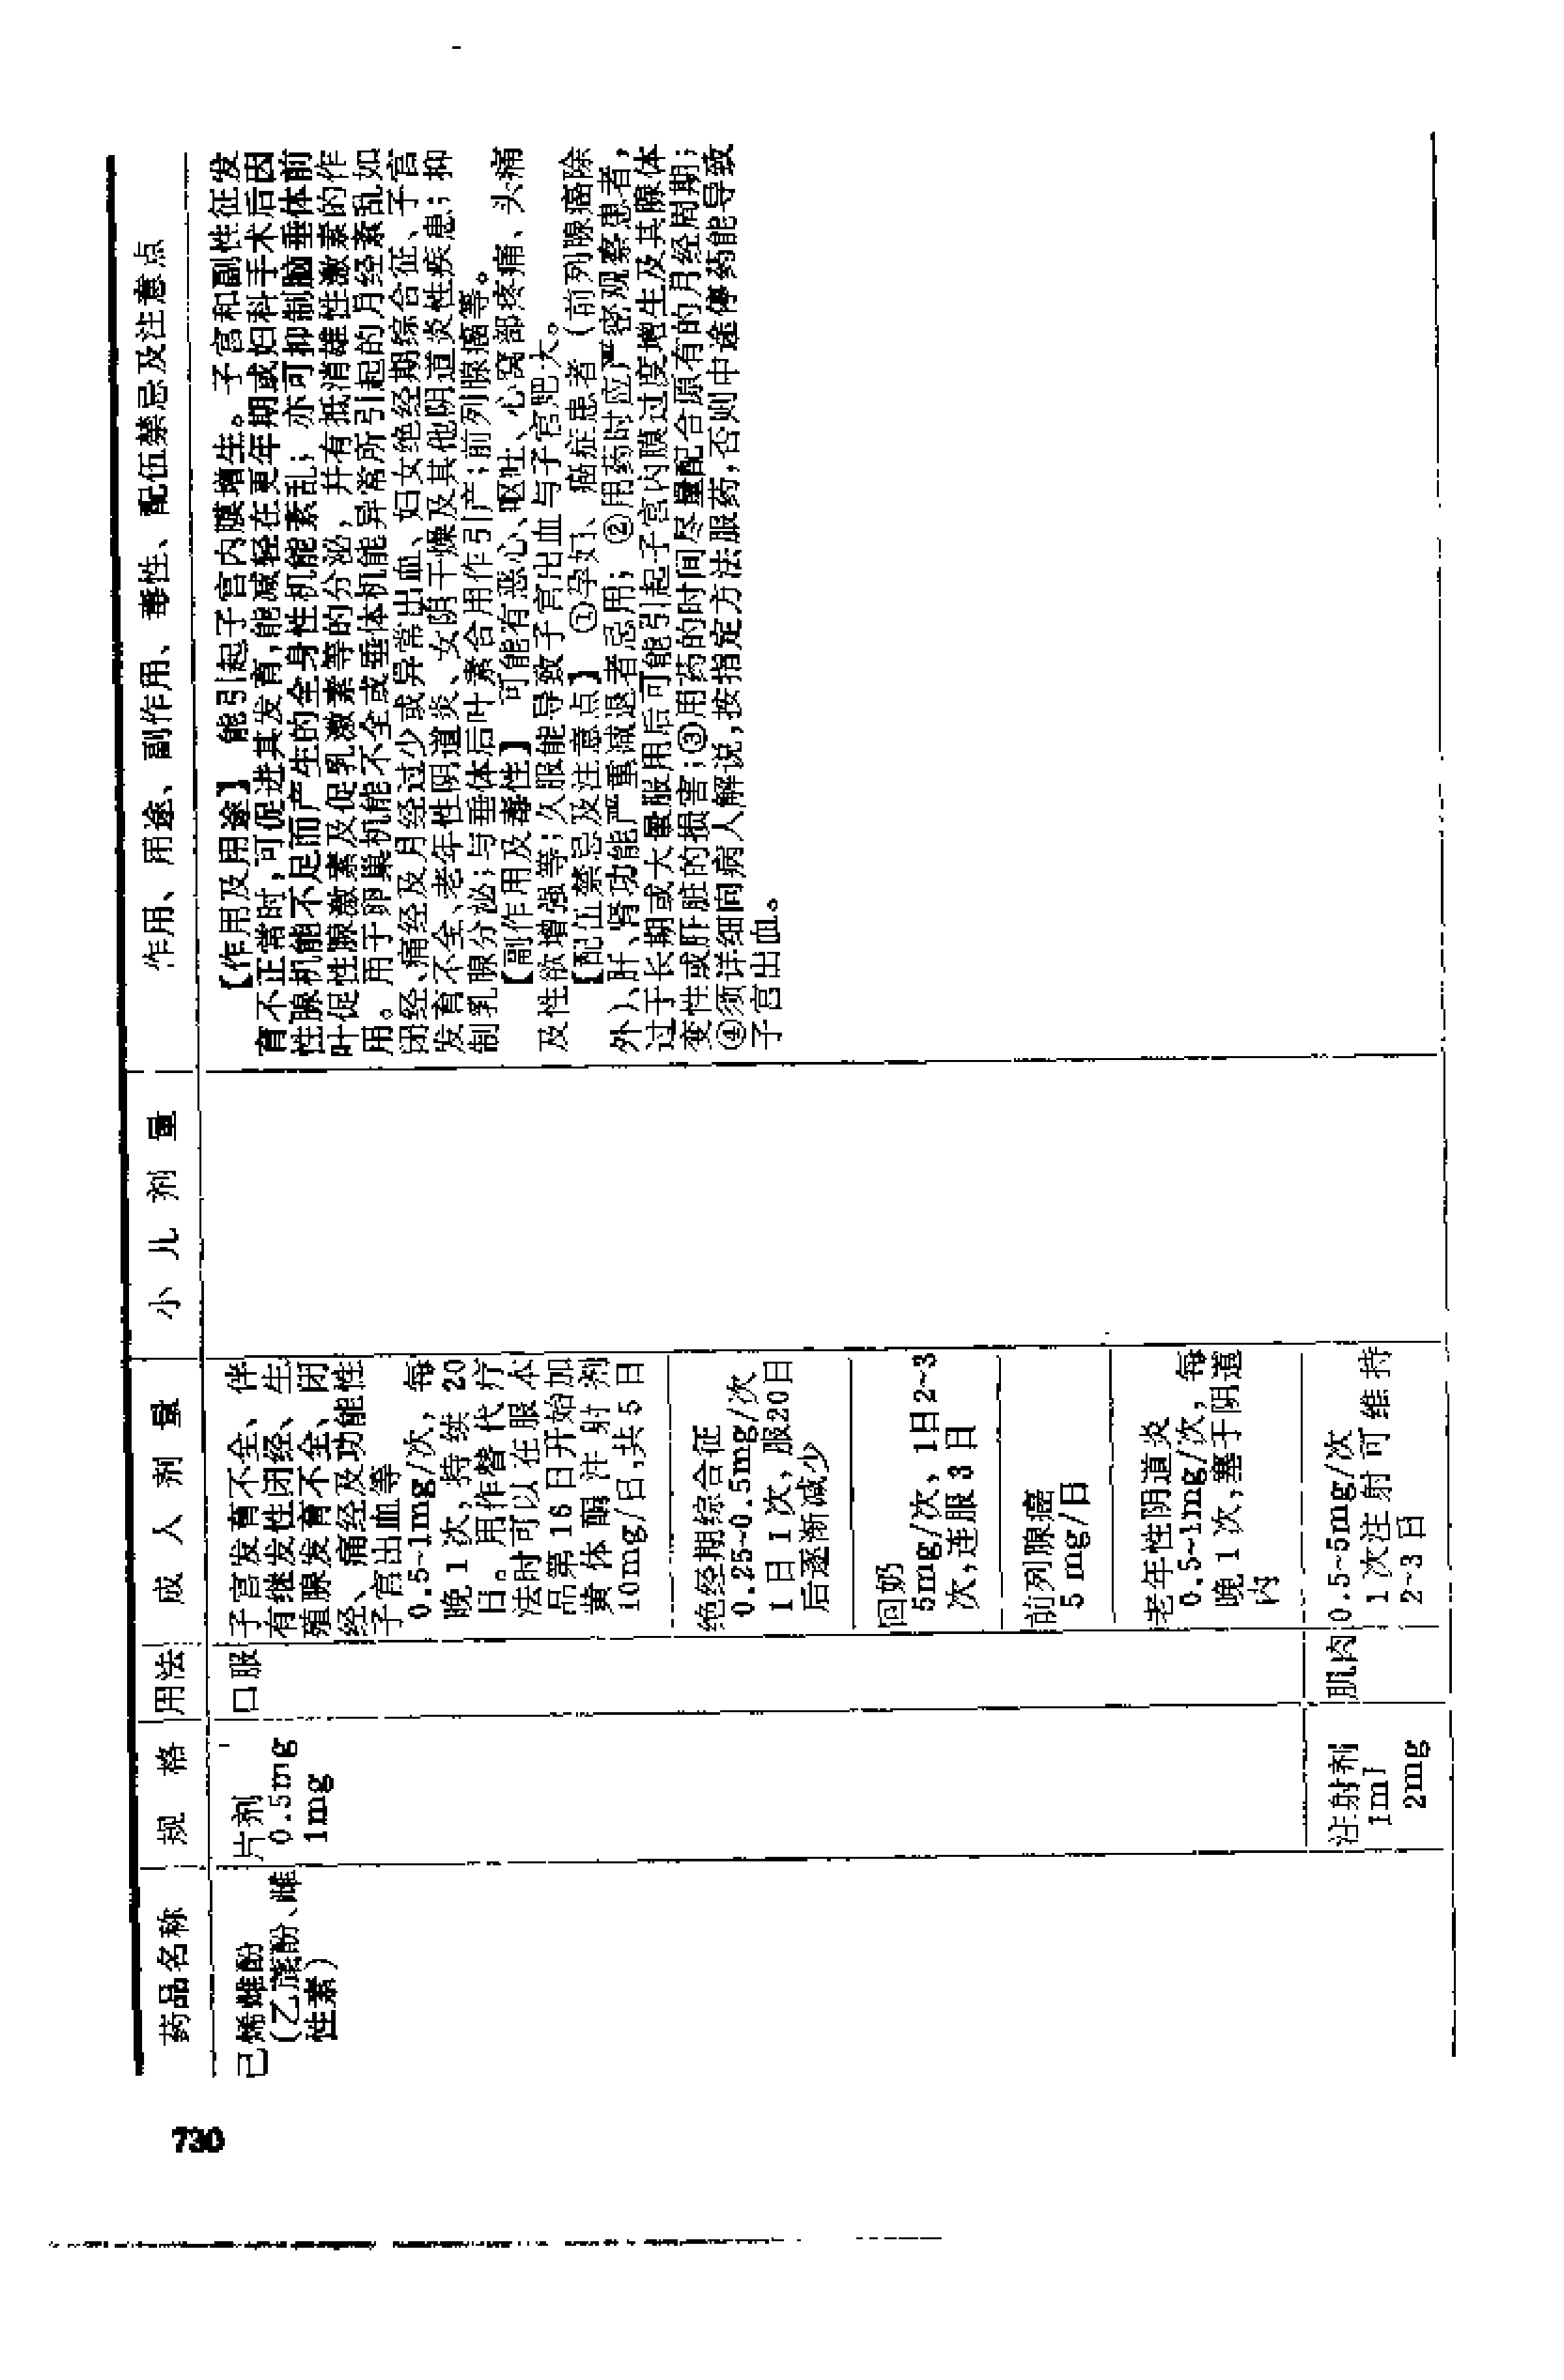 药品名称
规 格
用法
成 人 剂 量
小 儿 剂 量
作用、用途、副作用、毒性、配伍禁忌及注意点
己烯雌酚
(乙蔗酚、雌
性素)
片剂
0.5mg
1mg
口服
子宫发育不全、伴
有继发性闭经、生
殖腺发育不全、闭
经、痛经及功能性
子宫出血等
0.5~1mg/次,每
晚1次,持续20
日。用作替代疗
法时可以在服本
品第16日开始加
黄体酮注射剂
10mg/日,共5日
绝经期综合征
0.25~0.5mg/次
1日1次,服20日
后逐渐减少
回奶
5mg/次,1日2~3
次,连服3日
前列腺癌
5mg/日
老年性阴道炎
0.5~1mg/次,每
晚1次,塞于阴道
内
注射剂
1ml
2mg
肌肉
0.5~5mg/次
1次注射可维持
2~3日
【作用及用途】 能引起子宫内膜增生。子宫和副性征发
育不正常时,可促进其发育,能减轻在更年期或妇科手术后因
性腺机能不足而产生的全身性机能紊乱;亦可抑制脑垂体前
叶促性腺激素及促乳激素等的分泌,并有抵消雄性激素的作
用。用于卵巢机能不全或垂体机能异常所引起的月经紊乱如
闭经、痛经及月经过少或异常出血、妇女绝经期综合征、子宫
发育不全、老年性阴道炎、女阴干燥及其他阴道炎性疾患;抑
制乳腺分泌;与垂体后叶素合用作引产;前列腺癌等。
【副作用及毒性】 可能有恶心、呕吐、心窝部疼痛、头痛
及性欲增强等;久服能导致子宫出血与子宫肥大。
【配伍禁忌及注意点】 ①孕妇、癌症患者(前列腺癌除
外)、肝、肾功能严重减退者忌用;②用药时应严密观察患者,
过于长期或大量服用后可能引起子宫内膜过度增生及其腺体
变性或肝脏的损害;③用药的时间尽量配合原有的月经周期;
④须详细向病人解说,按指定方法服药,否则中途停药能导致
子宫出血。
730